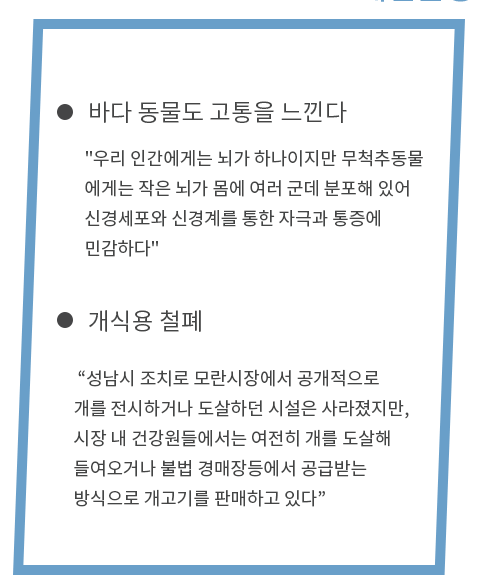 ● 바다 동물도 고통을 느낀다
"우리 인간에게는 뇌가 하나이지만 무척추동물
에게는 작은 뇌가 몸에 여러 군데 분포해 있어
신경세포와 신경계를 통한 자극과 통증에
민감하다"
● 개식용 철폐
“성남시 조치로 모란시장에서 공개적으로
개를 전시하거나 도살하던 시설은 사라졌지만,
시장 내 건강원들에서는 여전히 개를 도살해
들여오거나 불법 경매장등에서 공급받는
방식으로 개고기를 판매하고 있다”